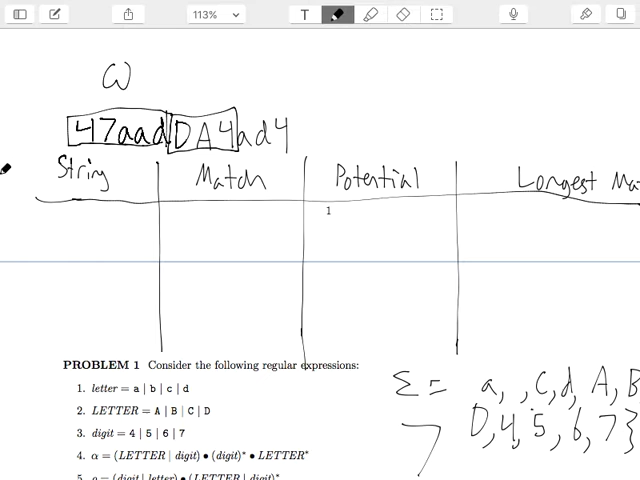 113%
T
ω
47aadDA4ad4
String Match Potential Longest Ma
1
PROBLEM 1 Consider the following regular expressions:
1. letter = a | b | c | d
2. LETTER = A | B | C | D
3. digit = 4 | 5 | 6 | 7
4. α = (LETTER | digit) • (digit)* • LETTER*
Σ = a, ,C,d, A, B
D,4,5,6,7}